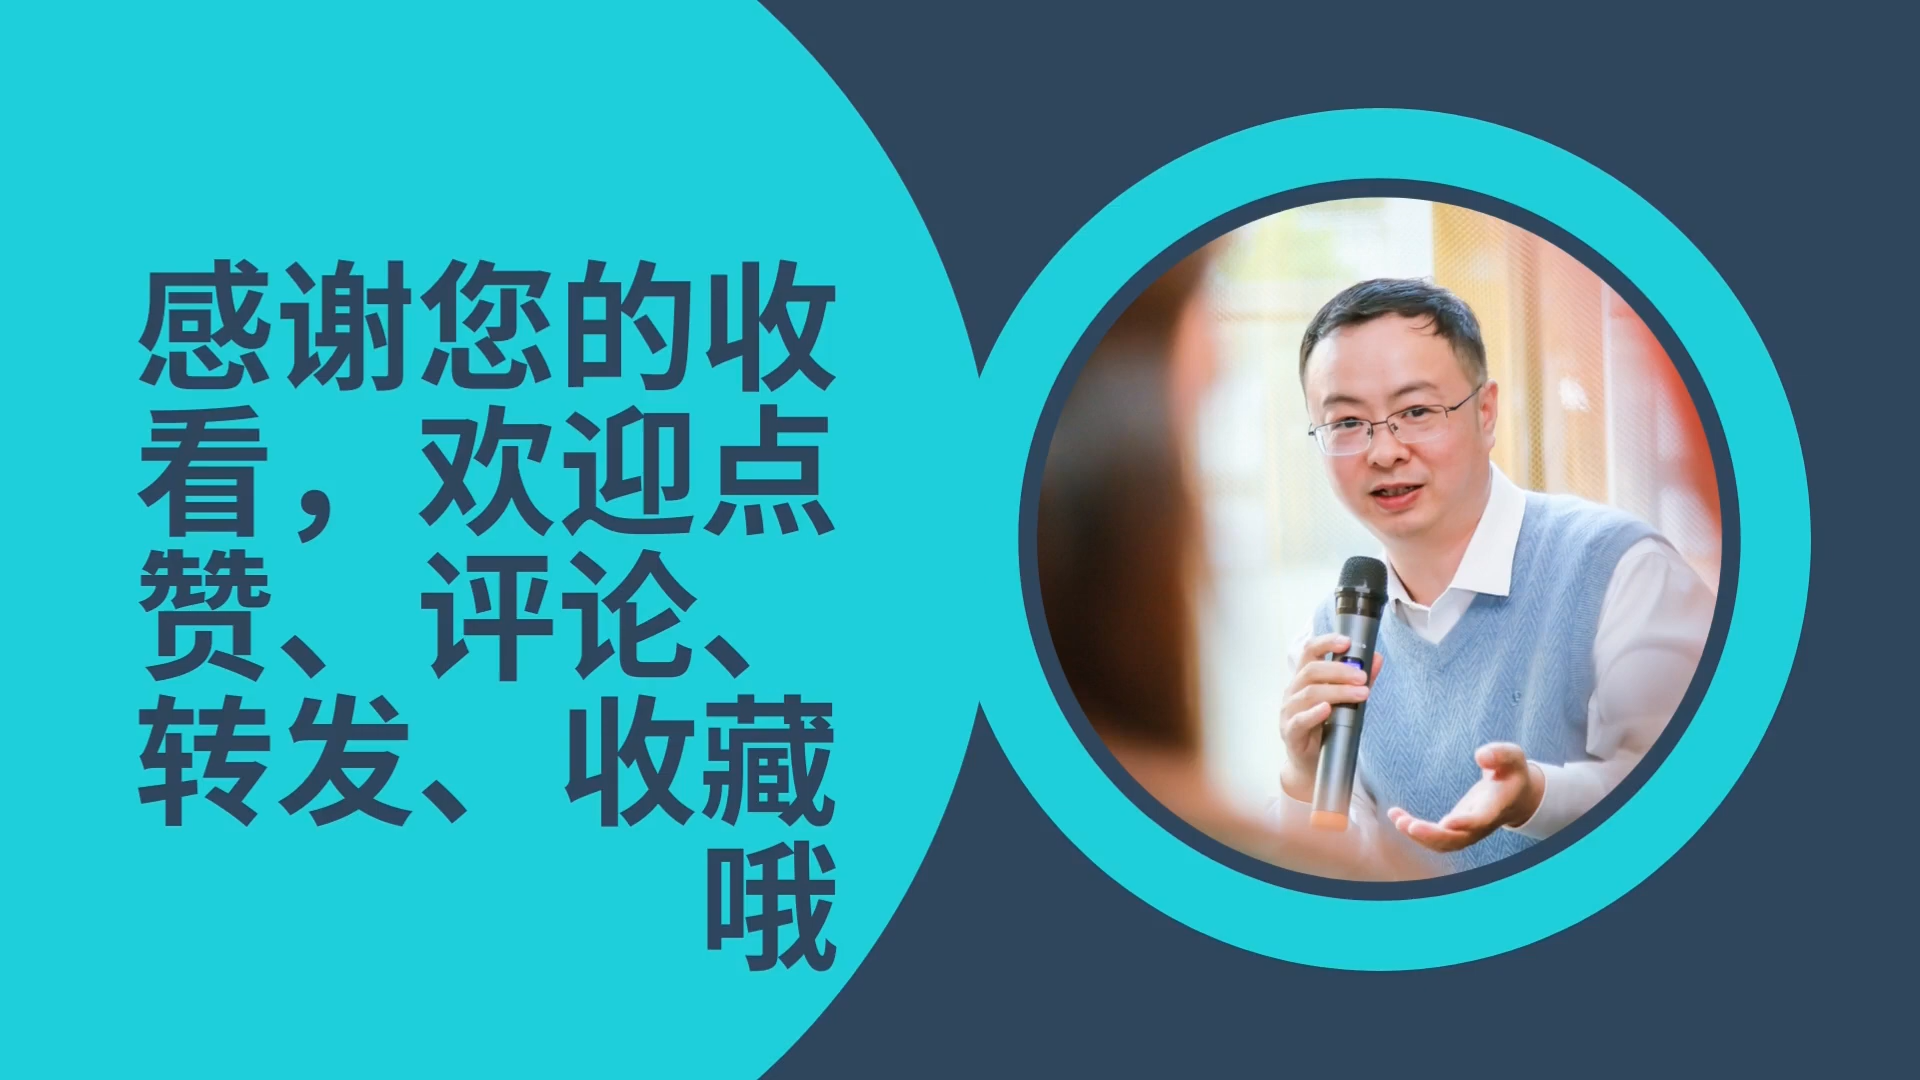 感谢您的收
看，欢迎点
赞、评论、
转发、收藏
哦